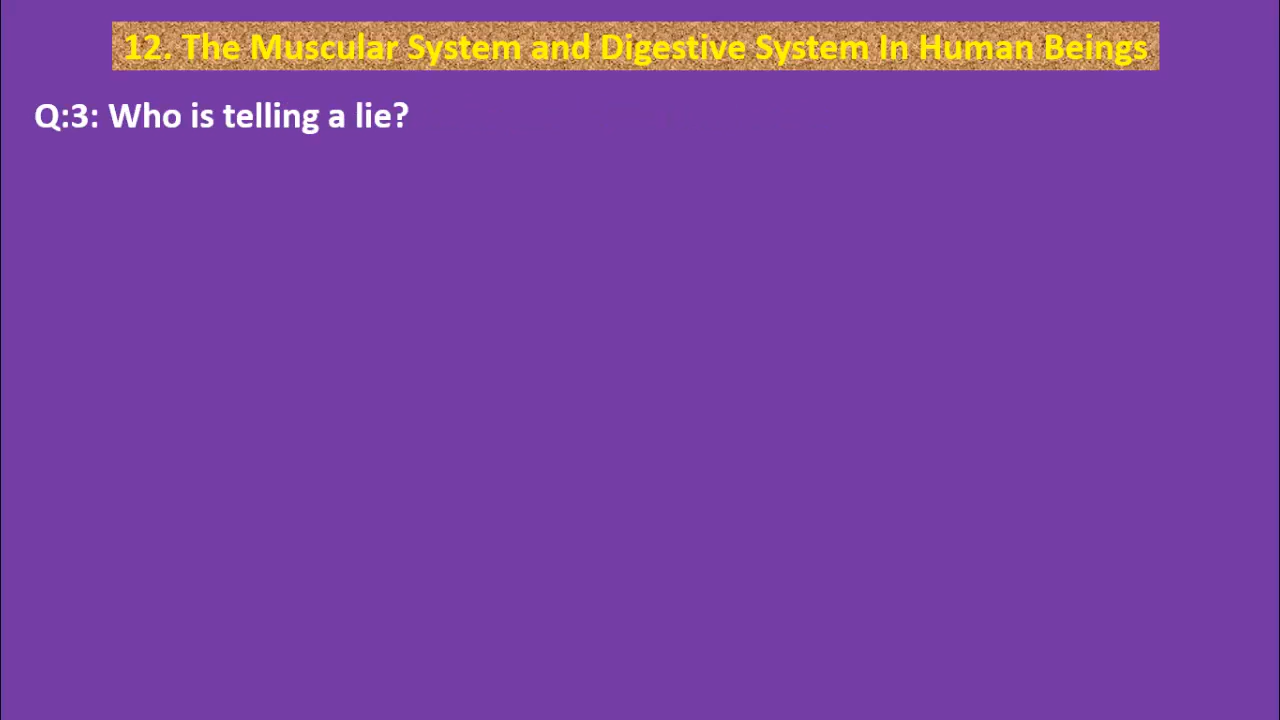 12. The Muscular System and Digestive System In Human Beings
Q:3: Who is telling a lie?